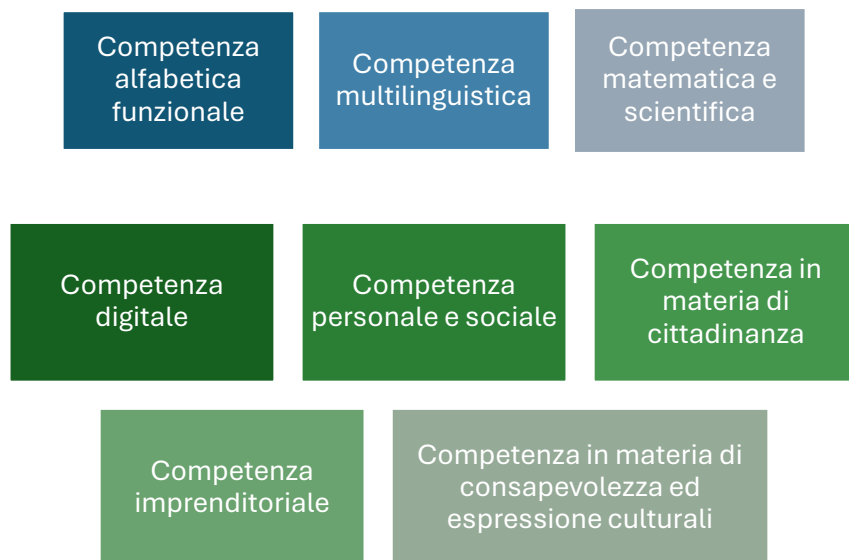 Competenza
alfabetica
funzionale
Competenza
multilinguistica
Competenza
matematica e
scientifica
Competenza
digitale
Competenza
personale e sociale
Competenza in
materia di
cittadinanza
Competenza
imprenditoriale
Competenza in materia di
consapevolezza ed
espressione culturali